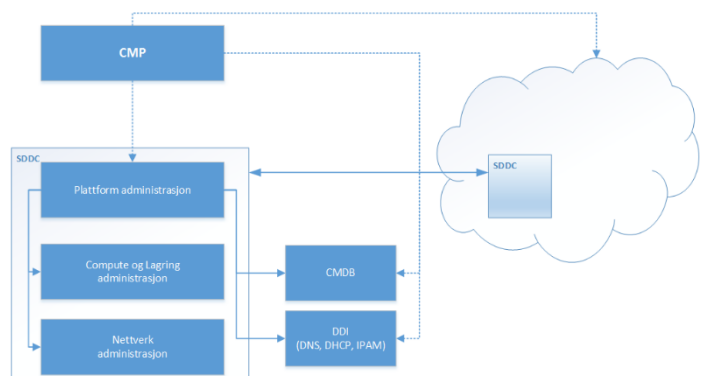 CMP
SDDC
Plattform administrasjon
Compute og Lagring
administrasjon
Nettverk
administrasjon
CMDB
DDI
(DNS, DHCP, IPAM)
SDDC